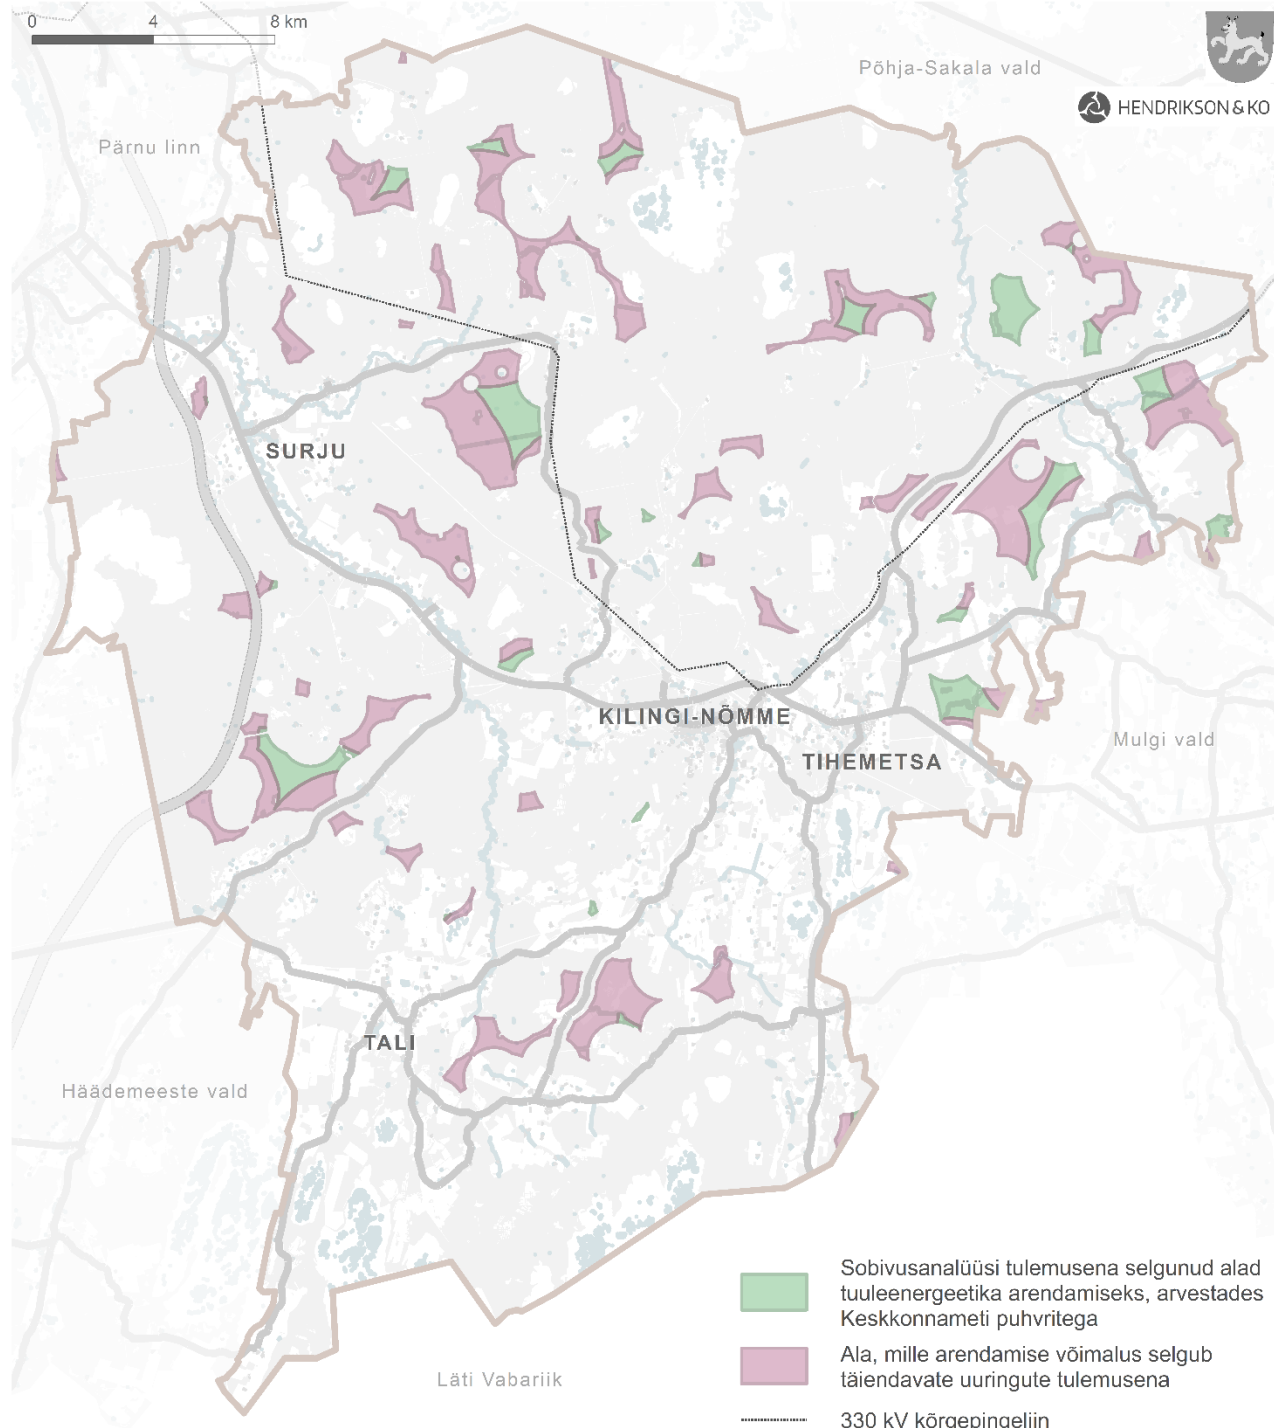 0 4 8 km
Põhja-Sakala vald
HENDRIKSON & KO
Pärnu linn
SURJU
KILINGI-NÕMME
TIHEMETSA
Mulgi vald
TALI
Häädemeeste vald
Läti Vabariik
Sobivusanalüüsi tulemusena selgunud alad
tuuleenergeetika arendamiseks, arvestades
Keskkonnameti puhvritega
Ala, mille arendamise võimalus selgub
täiendavate uuringute tulemusena
330 kV kõrgepingeliin